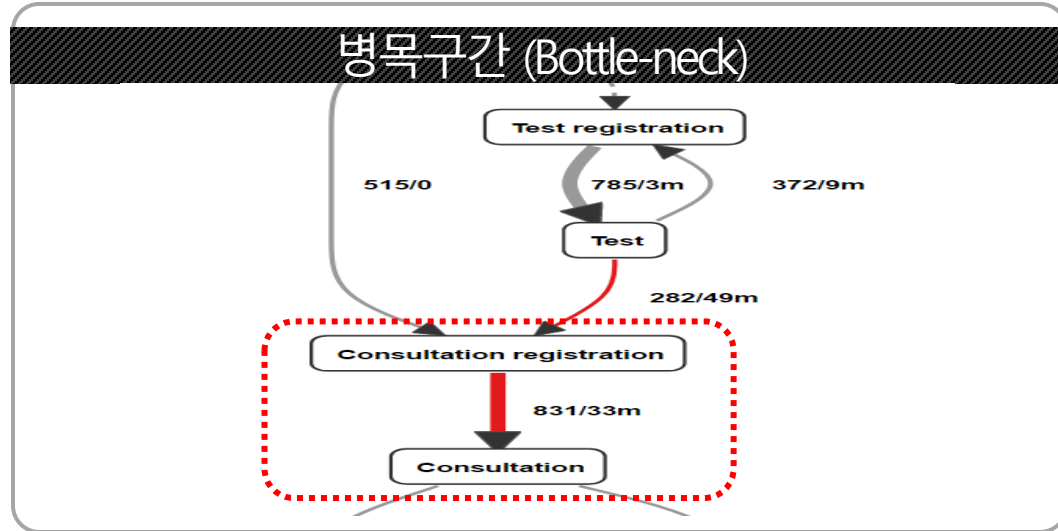 병목구간 (Bottle-neck)
Test registration
515/0
785/3m
372/9m
Test
282/49m
Consultation registration
831/33m
Consultation